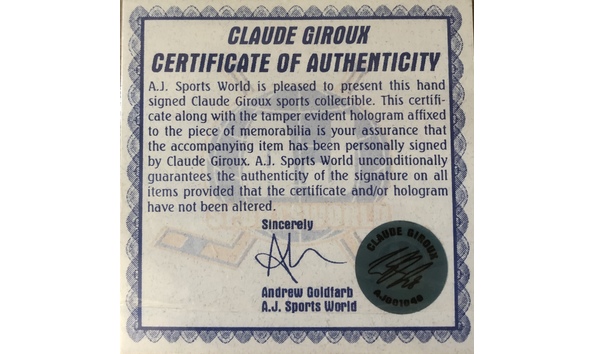 CLAUDE GIROUX
CERTIFICATE OF AUTHENTICITY
A.J. Sports World is pleased to present this hand
signed Claude Giroux sports collectible. This certifi-
cate along with the tamper evident hologram affixed
to the piece of memorabilia is your assurance that
the accompanying item has been personally signed
by Claude Giroux. A.J. Sports World unconditionally
guarantees the authenticity of the signature on all
items provided that the certificate and/or hologram
have not been altered.
Sincerely
Andrew Goldfarb
A.J. Sports World
CLAUDE GIROUX